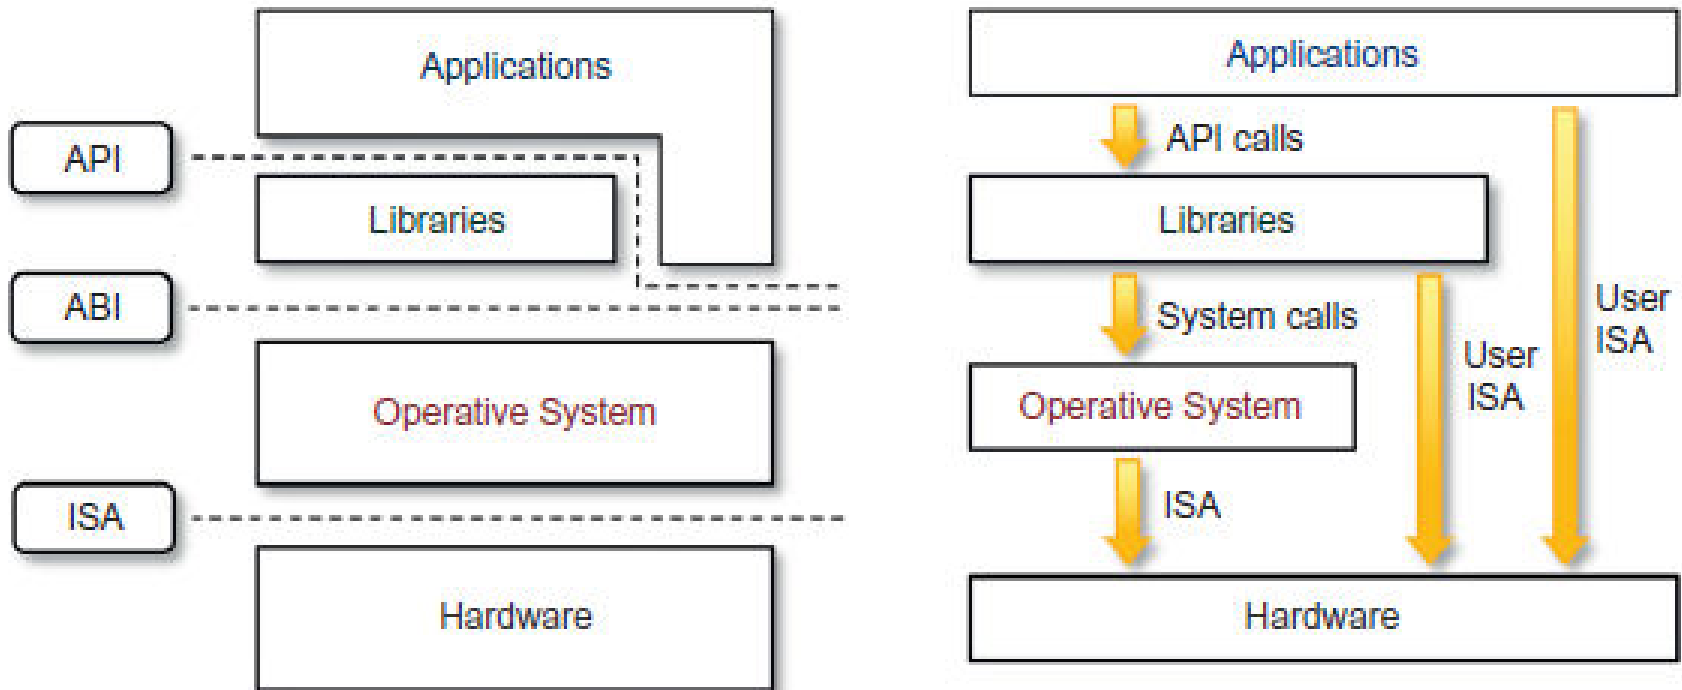 Applications
API
Libraries
ABI
Operative System
ISA
Hardware
Applications
API calls
Libraries
System calls
User
ISA
User
ISA
Operative System
ISA
Hardware